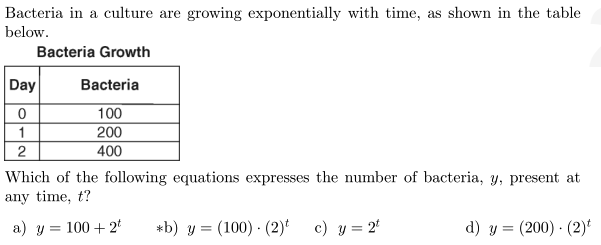 Bacteria in a culture are growing exponentially with time, as shown in the table
below.
Bacteria Growth
Day Bacteria
0 100
1 200
2 400
Which of the following equations expresses the number of bacteria, y, present at
any time, t?
a) y = 100 + 2^t *b) y = (100) · (2)^t c) y = 2^t d) y = (200) · (2)^t